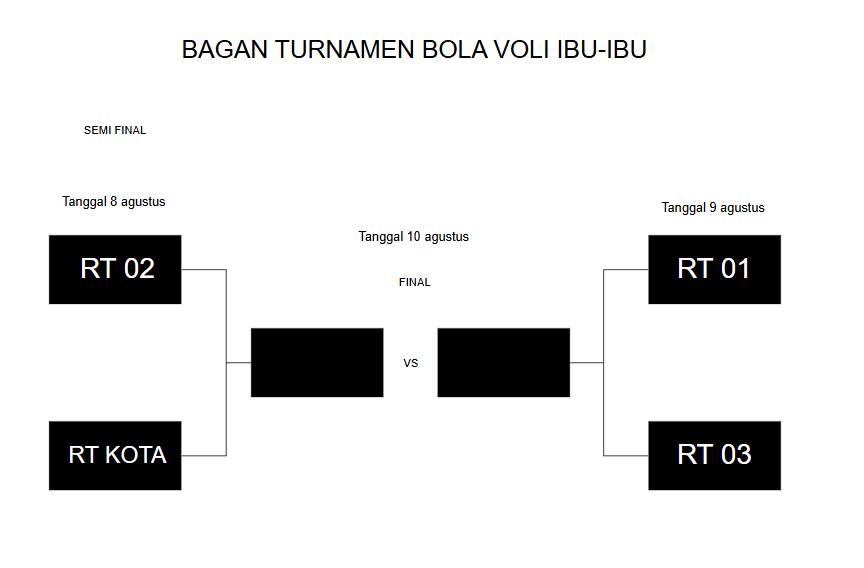 BAGAN TURNAMEN BOLA VOLI IBU-IBU
SEMI FINAL
Tanggal 8 agustus
Tanggal 9 agustus
Tanggal 10 agustus
RT 02
RT 01
FINAL
VS
RT KOTA
RT 03